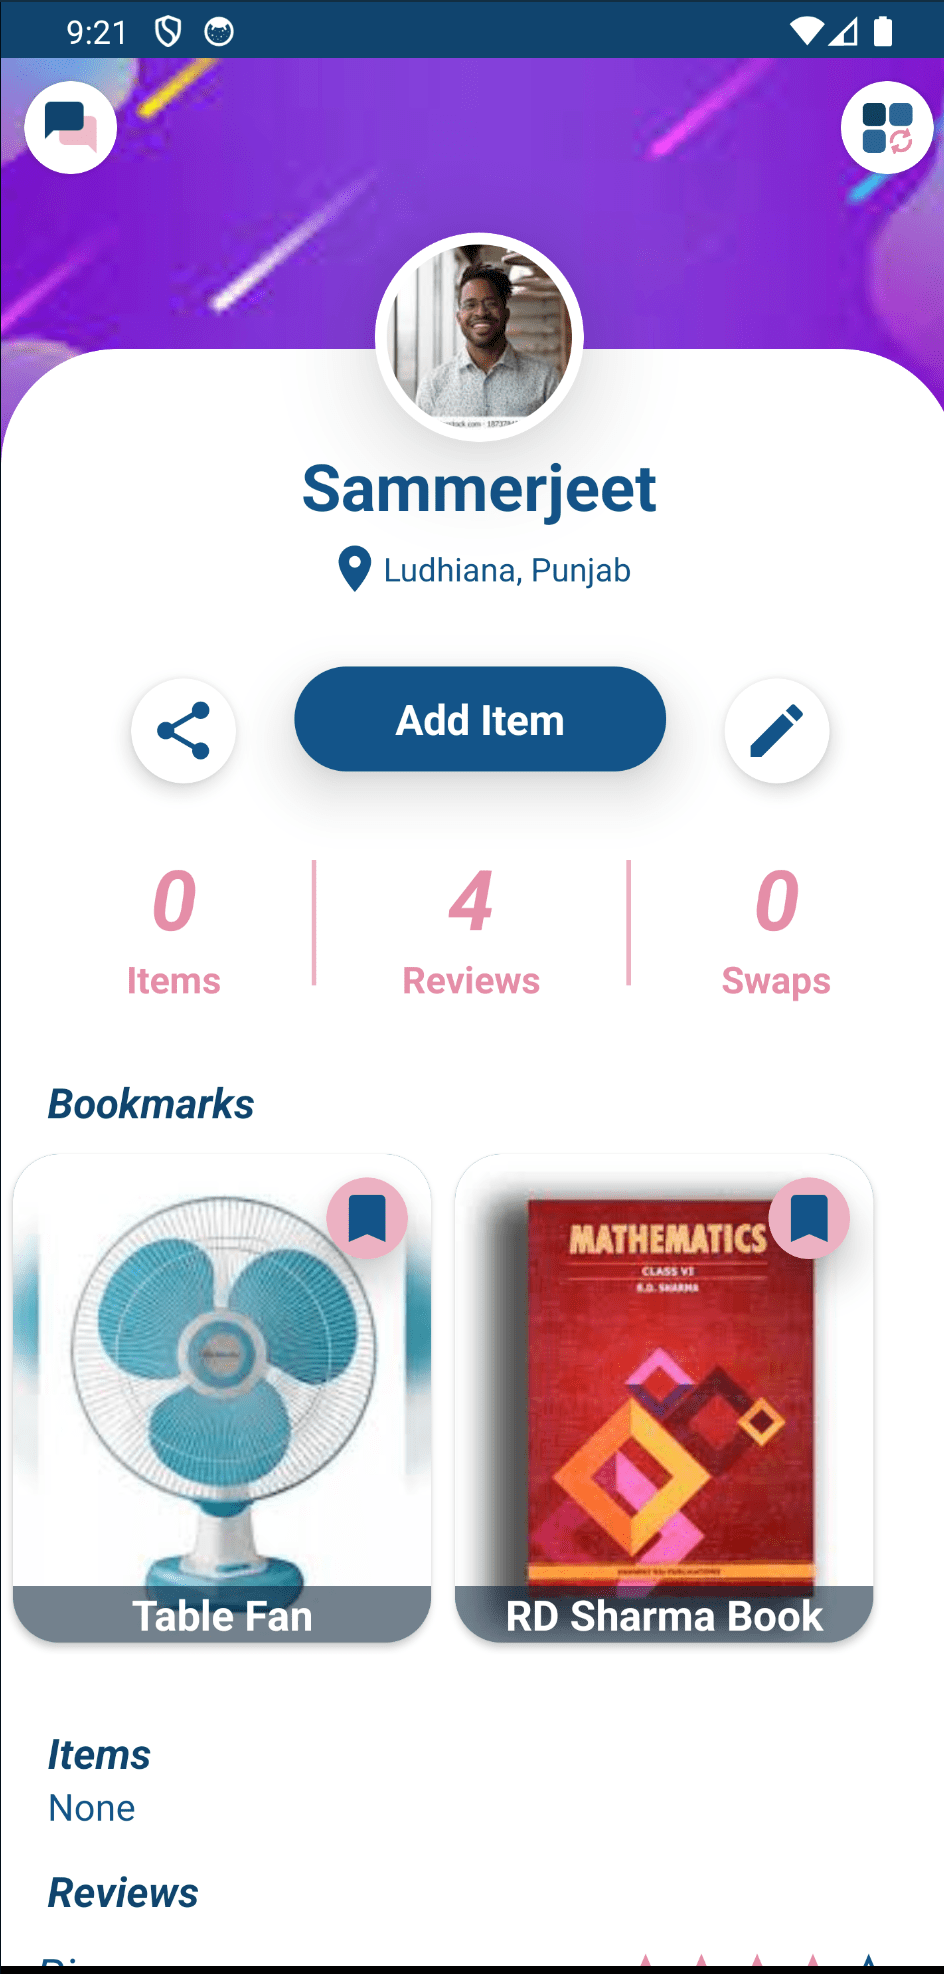 9:21
Sammerjeet
Ludhiana, Punjab
Add Item
0
Items
4
Reviews
0
Swaps
Bookmarks
MATHEMATICS
CLASS VI
R.D. SHARMA
Table Fan
RD Sharma Book
Items
None
Reviews